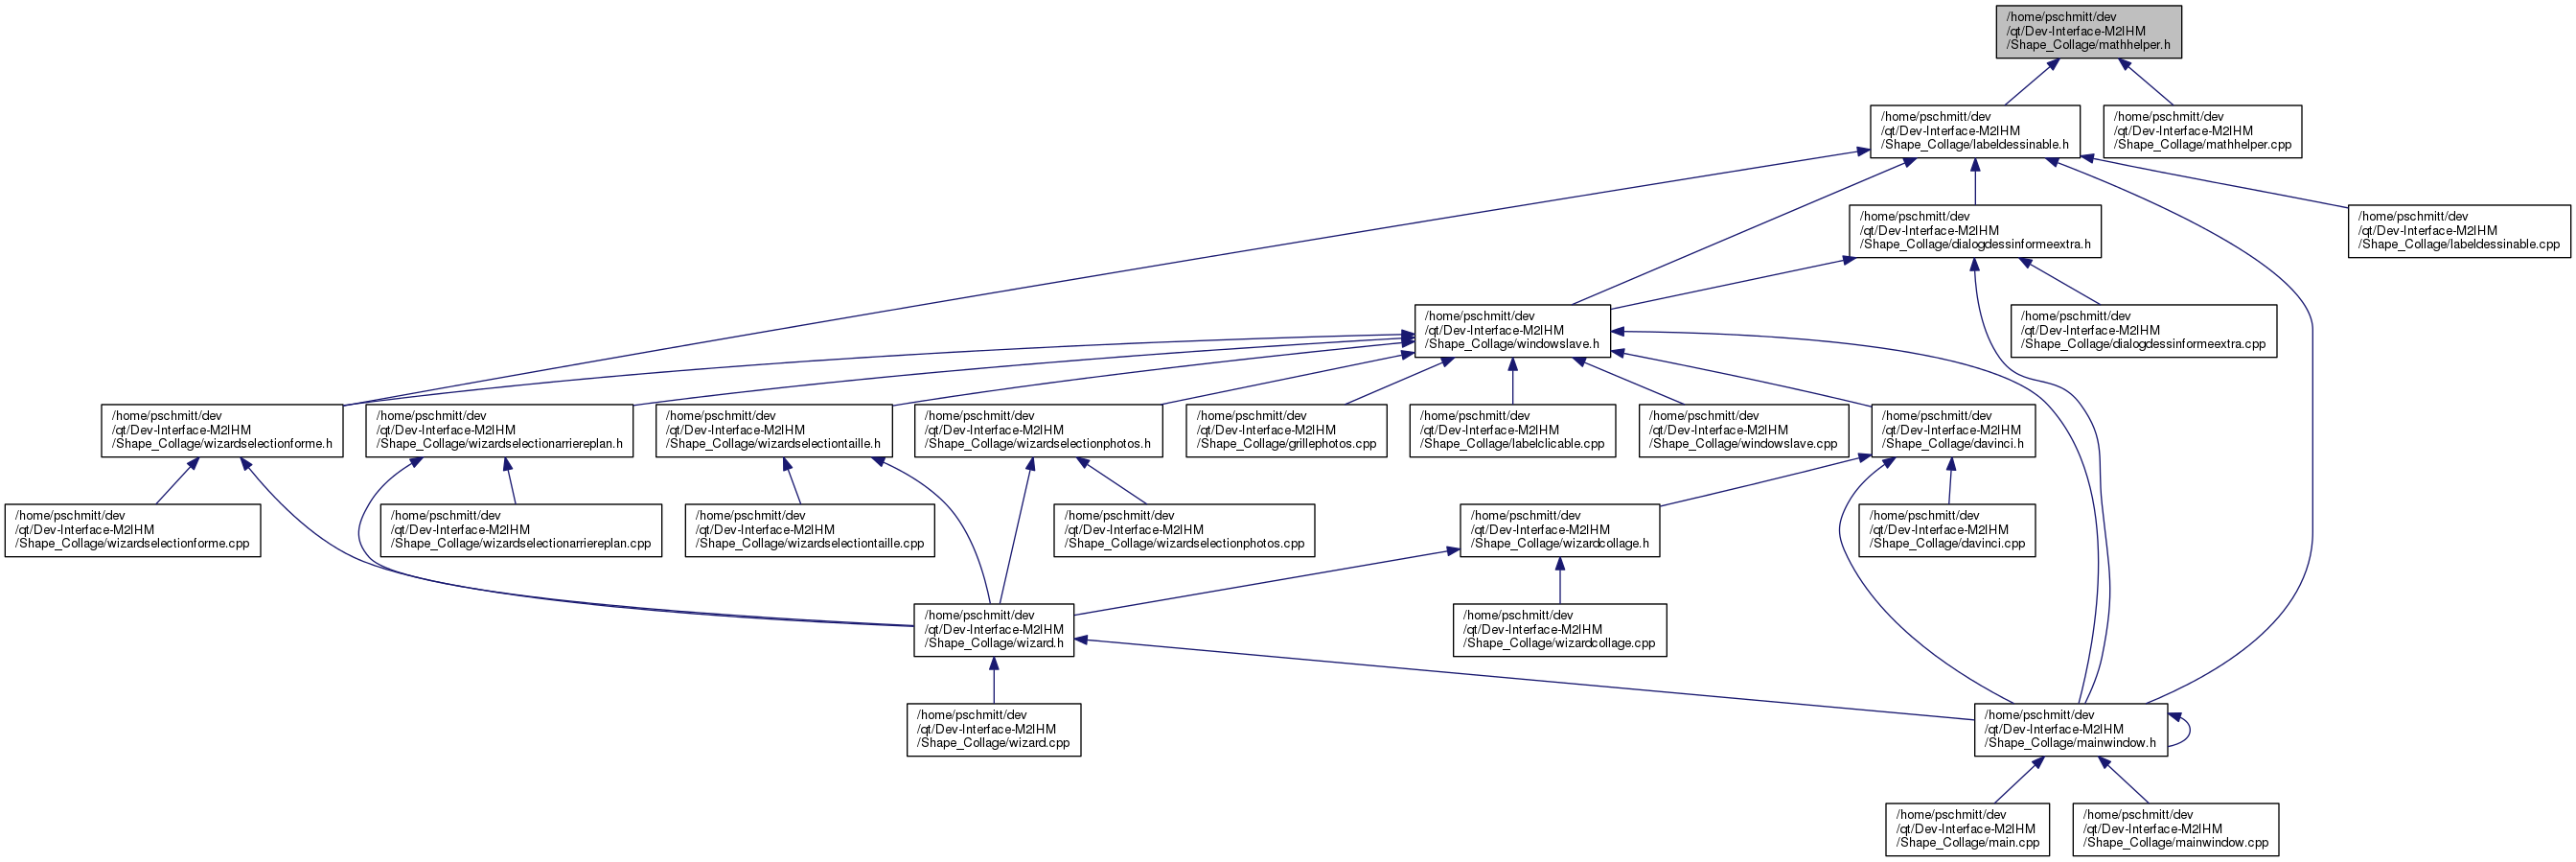 /home/pschmitt/dev
/qt/Dev-Interface-M2IHM
/Shape_Collage/mathhelper.h
/home/pschmitt/dev
/qt/Dev-Interface-M2IHM
/Shape_Collage/labeldessinable.h
/home/pschmitt/dev
/qt/Dev-Interface-M2IHM
/Shape_Collage/mathhelper.cpp
/home/pschmitt/dev
/qt/Dev-Interface-M2IHM
/Shape_Collage/dialogdessinformeextra.h
/home/pschmitt/dev
/qt/Dev-Interface-M2IHM
/Shape_Collage/labeldessinable.cpp
/home/pschmitt/dev
/qt/Dev-Interface-M2IHM
/Shape_Collage/windowslave.h
/home/pschmitt/dev
/qt/Dev-Interface-M2IHM
/Shape_Collage/dialogdessinformeextra.cpp
/home/pschmitt/dev
/qt/Dev-Interface-M2IHM
/Shape_Collage/wizardselectionforme.h
/home/pschmitt/dev
/qt/Dev-Interface-M2IHM
/Shape_Collage/wizardselectionarriereplan.h
/home/pschmitt/dev
/qt/Dev-Interface-M2IHM
/Shape_Collage/wizardselectiontaille.h
/home/pschmitt/dev
/qt/Dev-Interface-M2IHM
/Shape_Collage/wizardselectionphotos.h
/home/pschmitt/dev
/qt/Dev-Interface-M2IHM
/Shape_Collage/grillephotos.cpp
/home/pschmitt/dev
/qt/Dev-Interface-M2IHM
/Shape_Collage/labelclicable.cpp
/home/pschmitt/dev
/qt/Dev-Interface-M2IHM
/Shape_Collage/windowslave.cpp
/home/pschmitt/dev
/qt/Dev-Interface-M2IHM
/Shape_Collage/davinci.h
/home/pschmitt/dev
/qt/Dev-Interface-M2IHM
/Shape_Collage/wizardselectionforme.cpp
/home/pschmitt/dev
/qt/Dev-Interface-M2IHM
/Shape_Collage/wizardselectionarriereplan.cpp
/home/pschmitt/dev
/qt/Dev-Interface-M2IHM
/Shape_Collage/wizardselectiontaille.cpp
/home/pschmitt/dev
/qt/Dev-Interface-M2IHM
/Shape_Collage/wizardselectionphotos.cpp
/home/pschmitt/dev
/qt/Dev-Interface-M2IHM
/Shape_Collage/wizardcollage.h
/home/pschmitt/dev
/qt/Dev-Interface-M2IHM
/Shape_Collage/davinci.cpp
/home/pschmitt/dev
/qt/Dev-Interface-M2IHM
/Shape_Collage/wizard.h
/home/pschmitt/dev
/qt/Dev-Interface-M2IHM
/Shape_Collage/wizardcollage.cpp
/home/pschmitt/dev
/qt/Dev-Interface-M2IHM
/Shape_Collage/wizard.cpp
/home/pschmitt/dev
/qt/Dev-Interface-M2IHM
/Shape_Collage/mainwindow.h
/home/pschmitt/dev
/qt/Dev-Interface-M2IHM
/Shape_Collage/main.cpp
/home/pschmitt/dev
/qt/Dev-Interface-M2IHM
/Shape_Collage/mainwindow.cpp